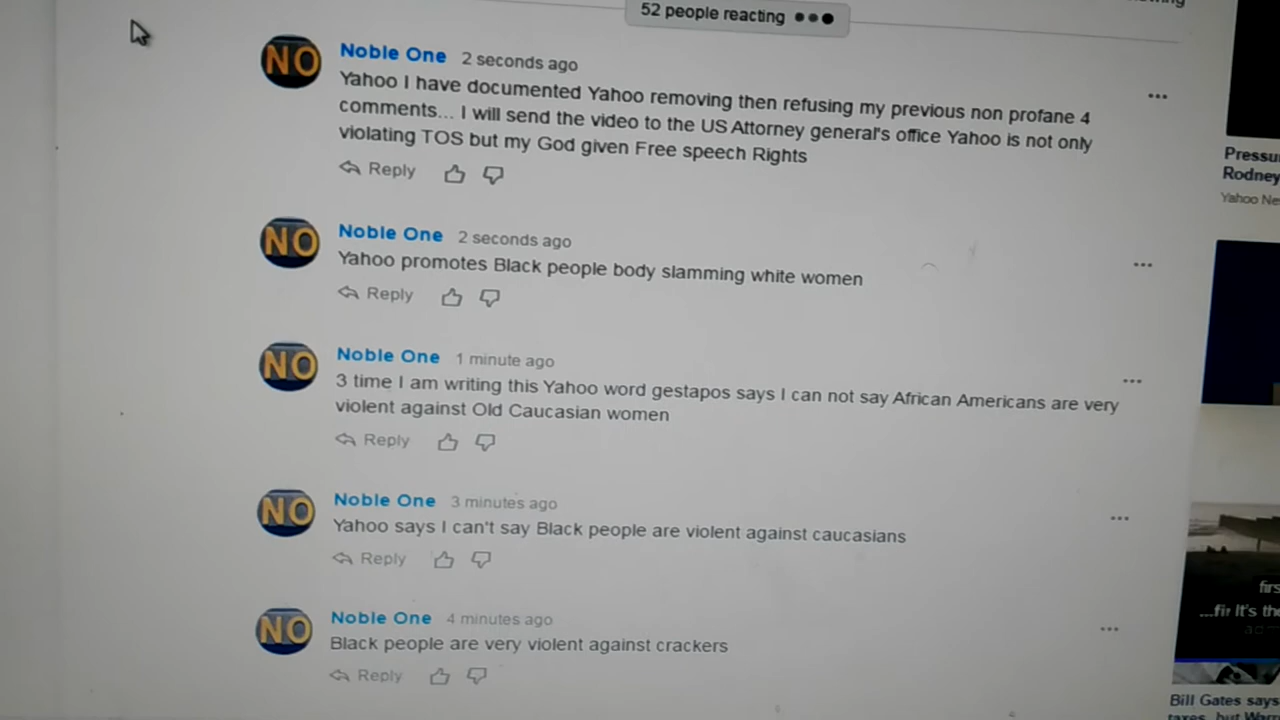 52 people reacting
NO
Noble One 2 seconds ago
Yahoo I have documented Yahoo removing then refusing my previous non profane 4
comments... I will send the video to the US Attorney general's office Yahoo is not only
violating TOS but my God given Free speech Rights
Reply
NO
Noble One 2 seconds ago
Yahoo promotes Black people body slamming white women
Reply
NO
Noble One 1 minute ago
3 time I am writing this Yahoo word gestapos says I can not say African Americans are very
violent against Old Caucasian women
Reply
NO
Noble One 3 minutes ago
Yahoo says I can't say Black people are violent against caucasians
Reply
NO
Noble One 4 minutes ago
Black people are very violent against crackers
Reply
Rodney
Yahoo
...fir It's
Bill Gates says
taxes, but